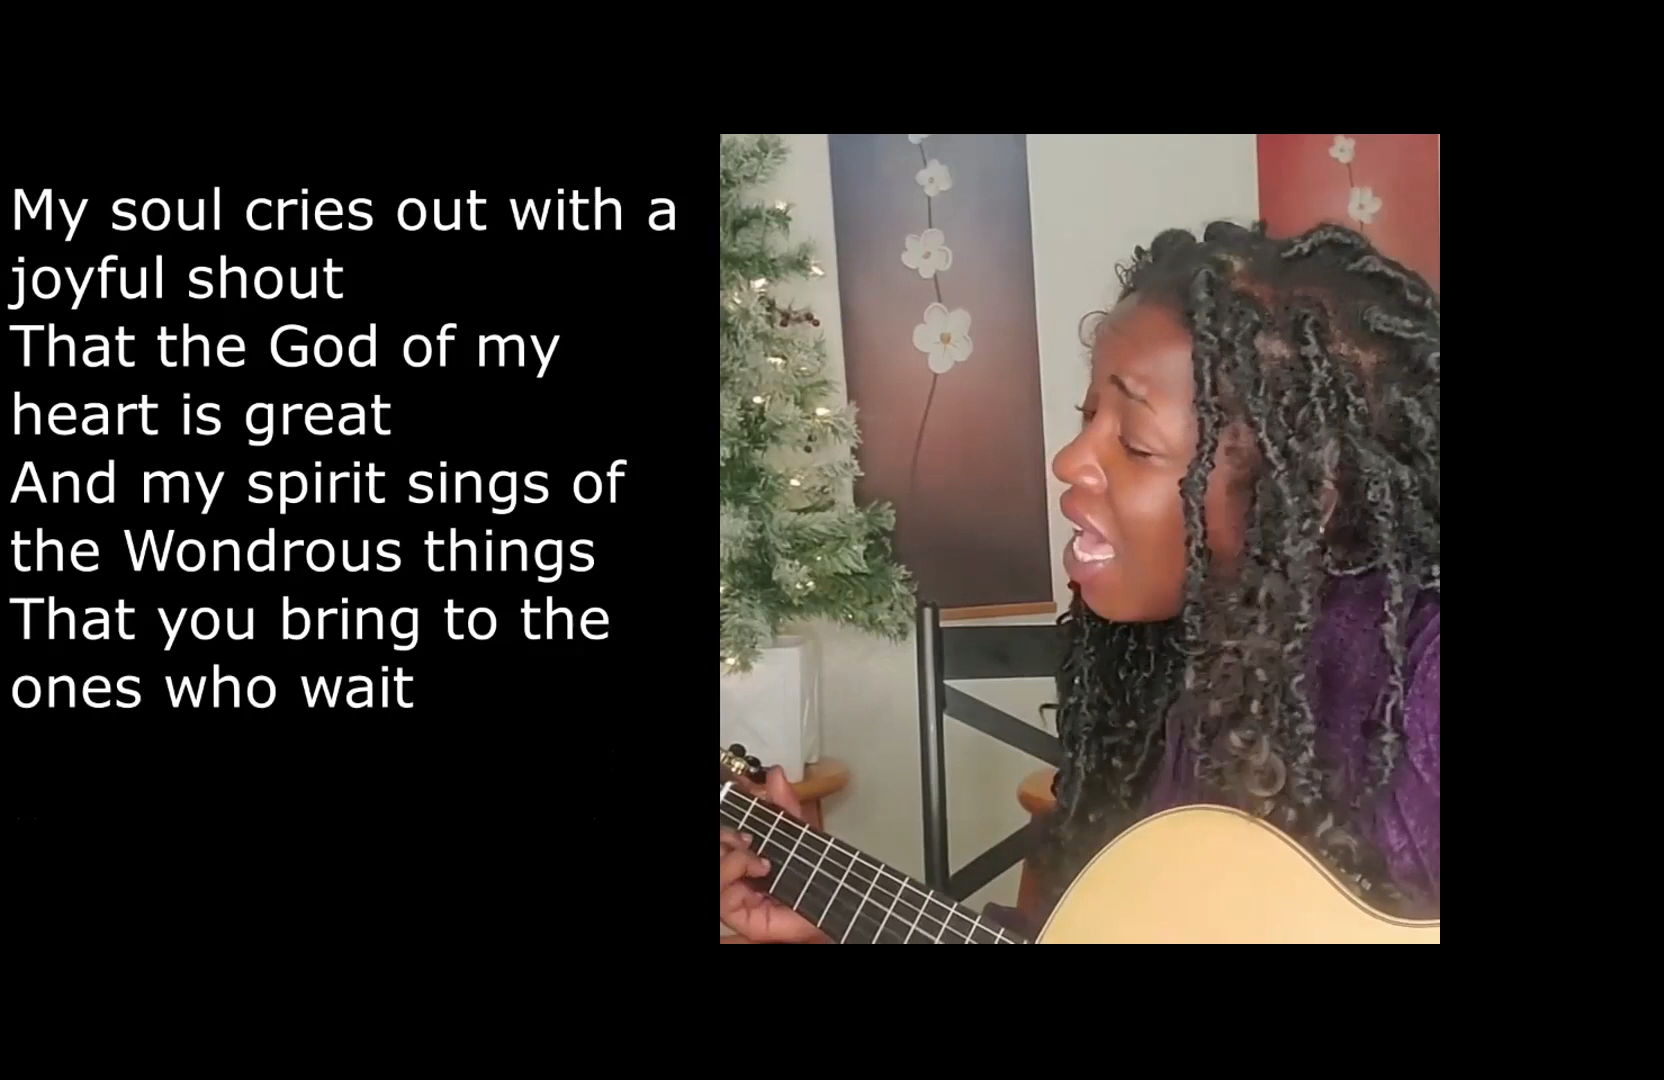 My soul cries out with a
joyful shout
That the God of my
heart is great
And my spirit sings of
the Wondrous things
That you bring to the
ones who wait